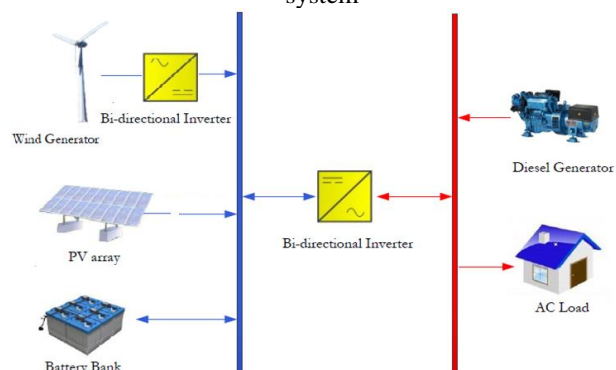 system
Bi-directional Inverter
Wind Generator
Diesel Generator
PV array
Bi-directional Inverter
AC Load
Battery Bank